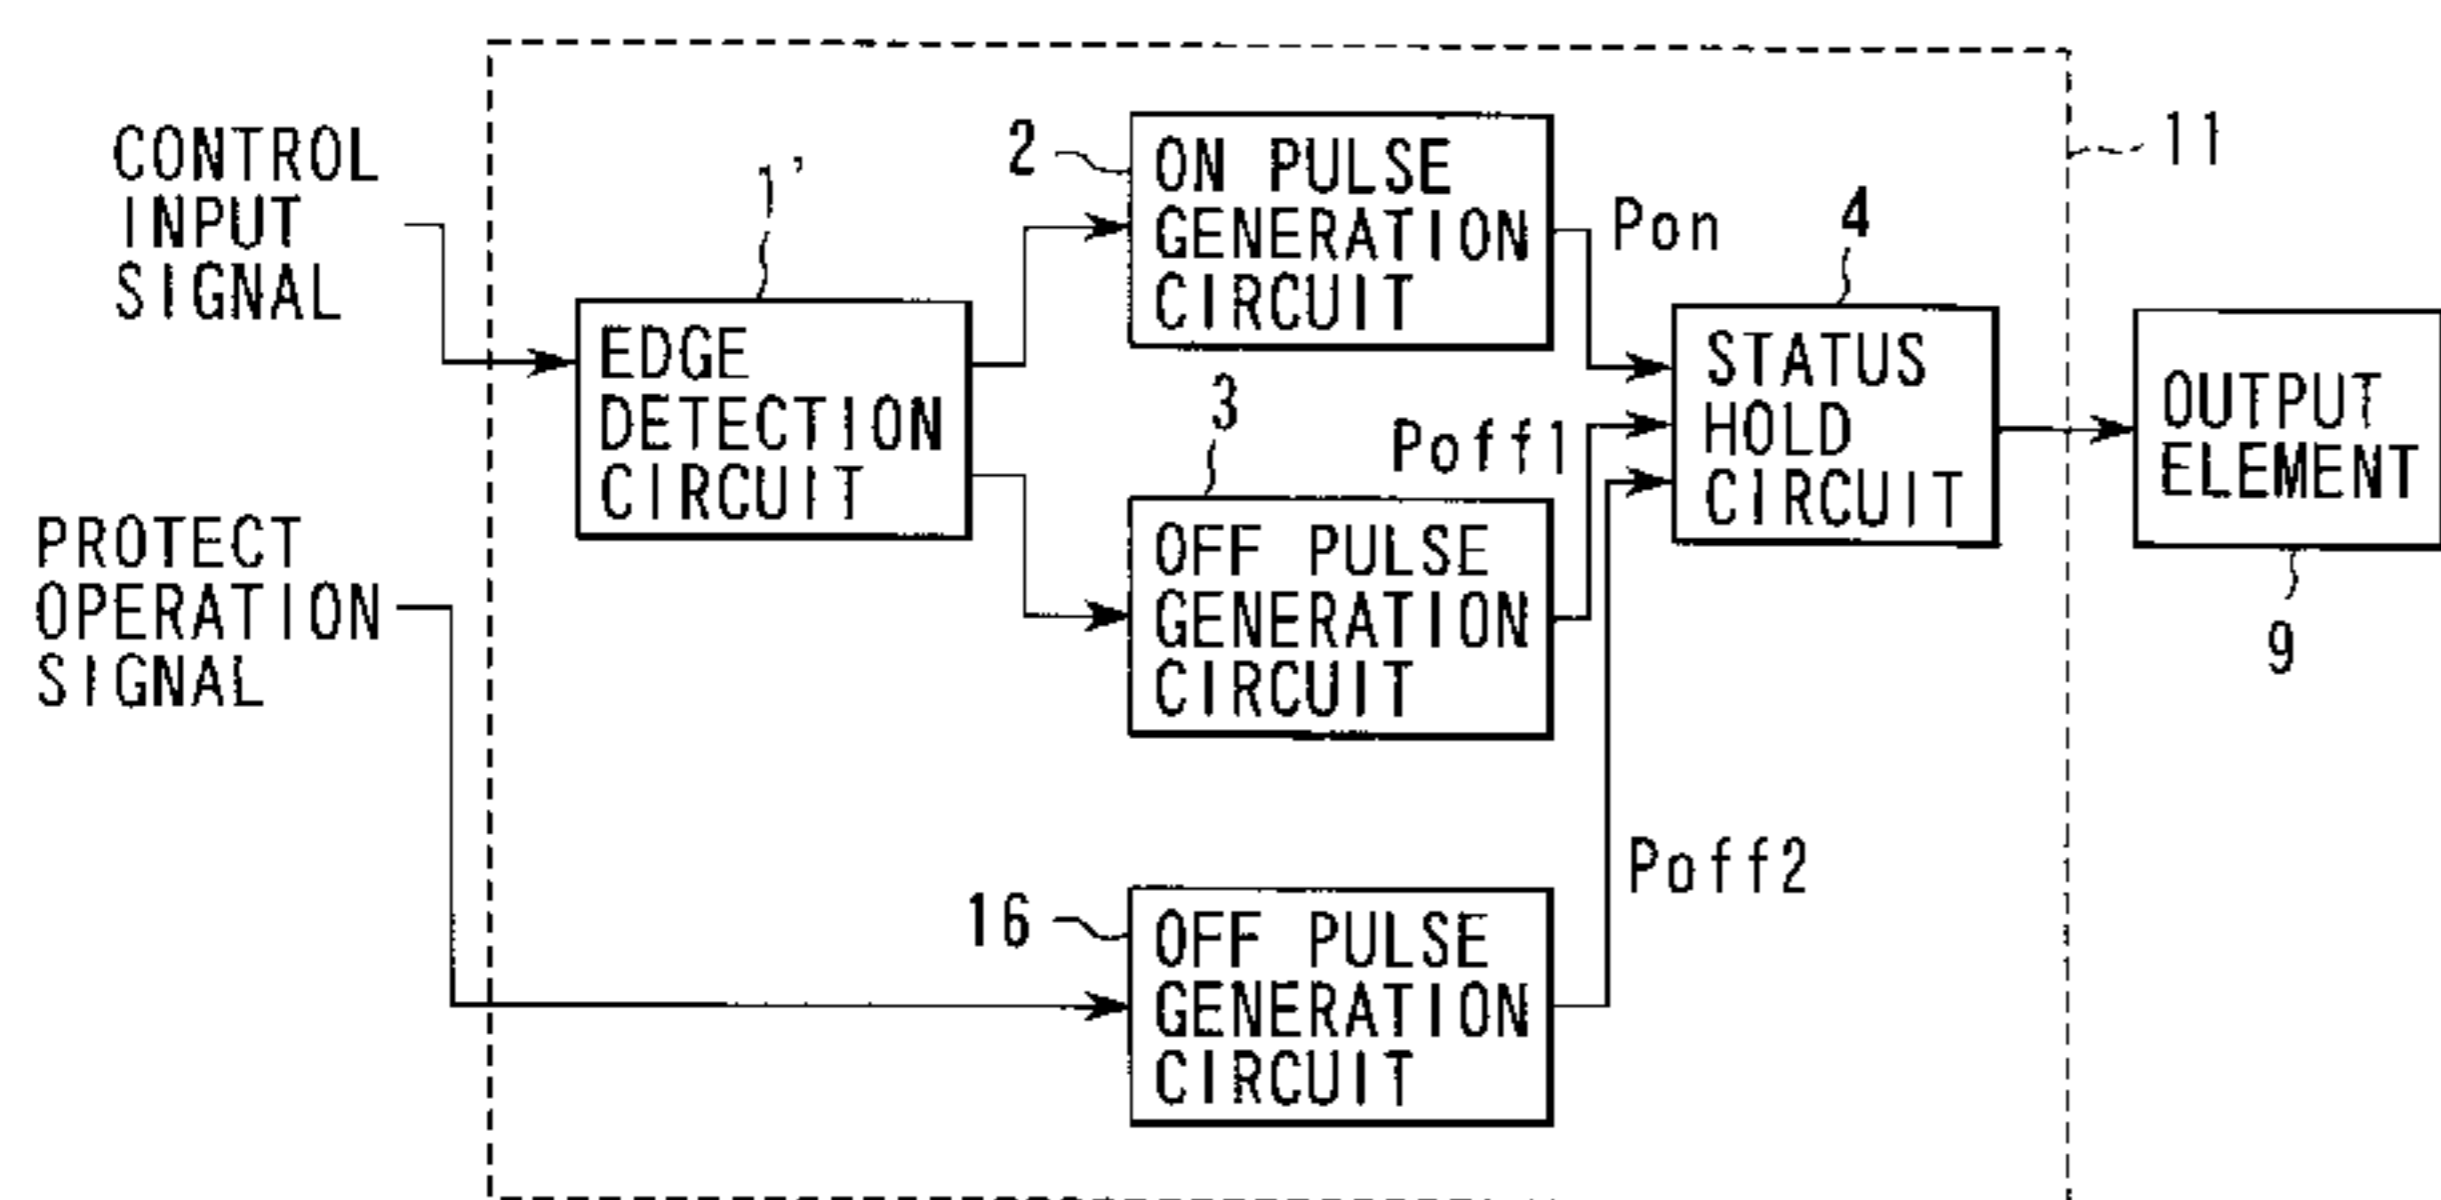 CONTROL
INPUT
SIGNAL
PROTECT
OPERATION
SIGNAL
1'
EDGE
DETECTION
CIRCUIT
2
ON PULSE
GENERATION
CIRCUIT
Pon
3
OFF PULSE
GENERATION
CIRCUIT
Poff1
16
OFF PULSE
GENERATION
CIRCUIT
Poff2
4
STATUS
HOLD
CIRCUIT
11
OUTPUT
ELEMENT
9